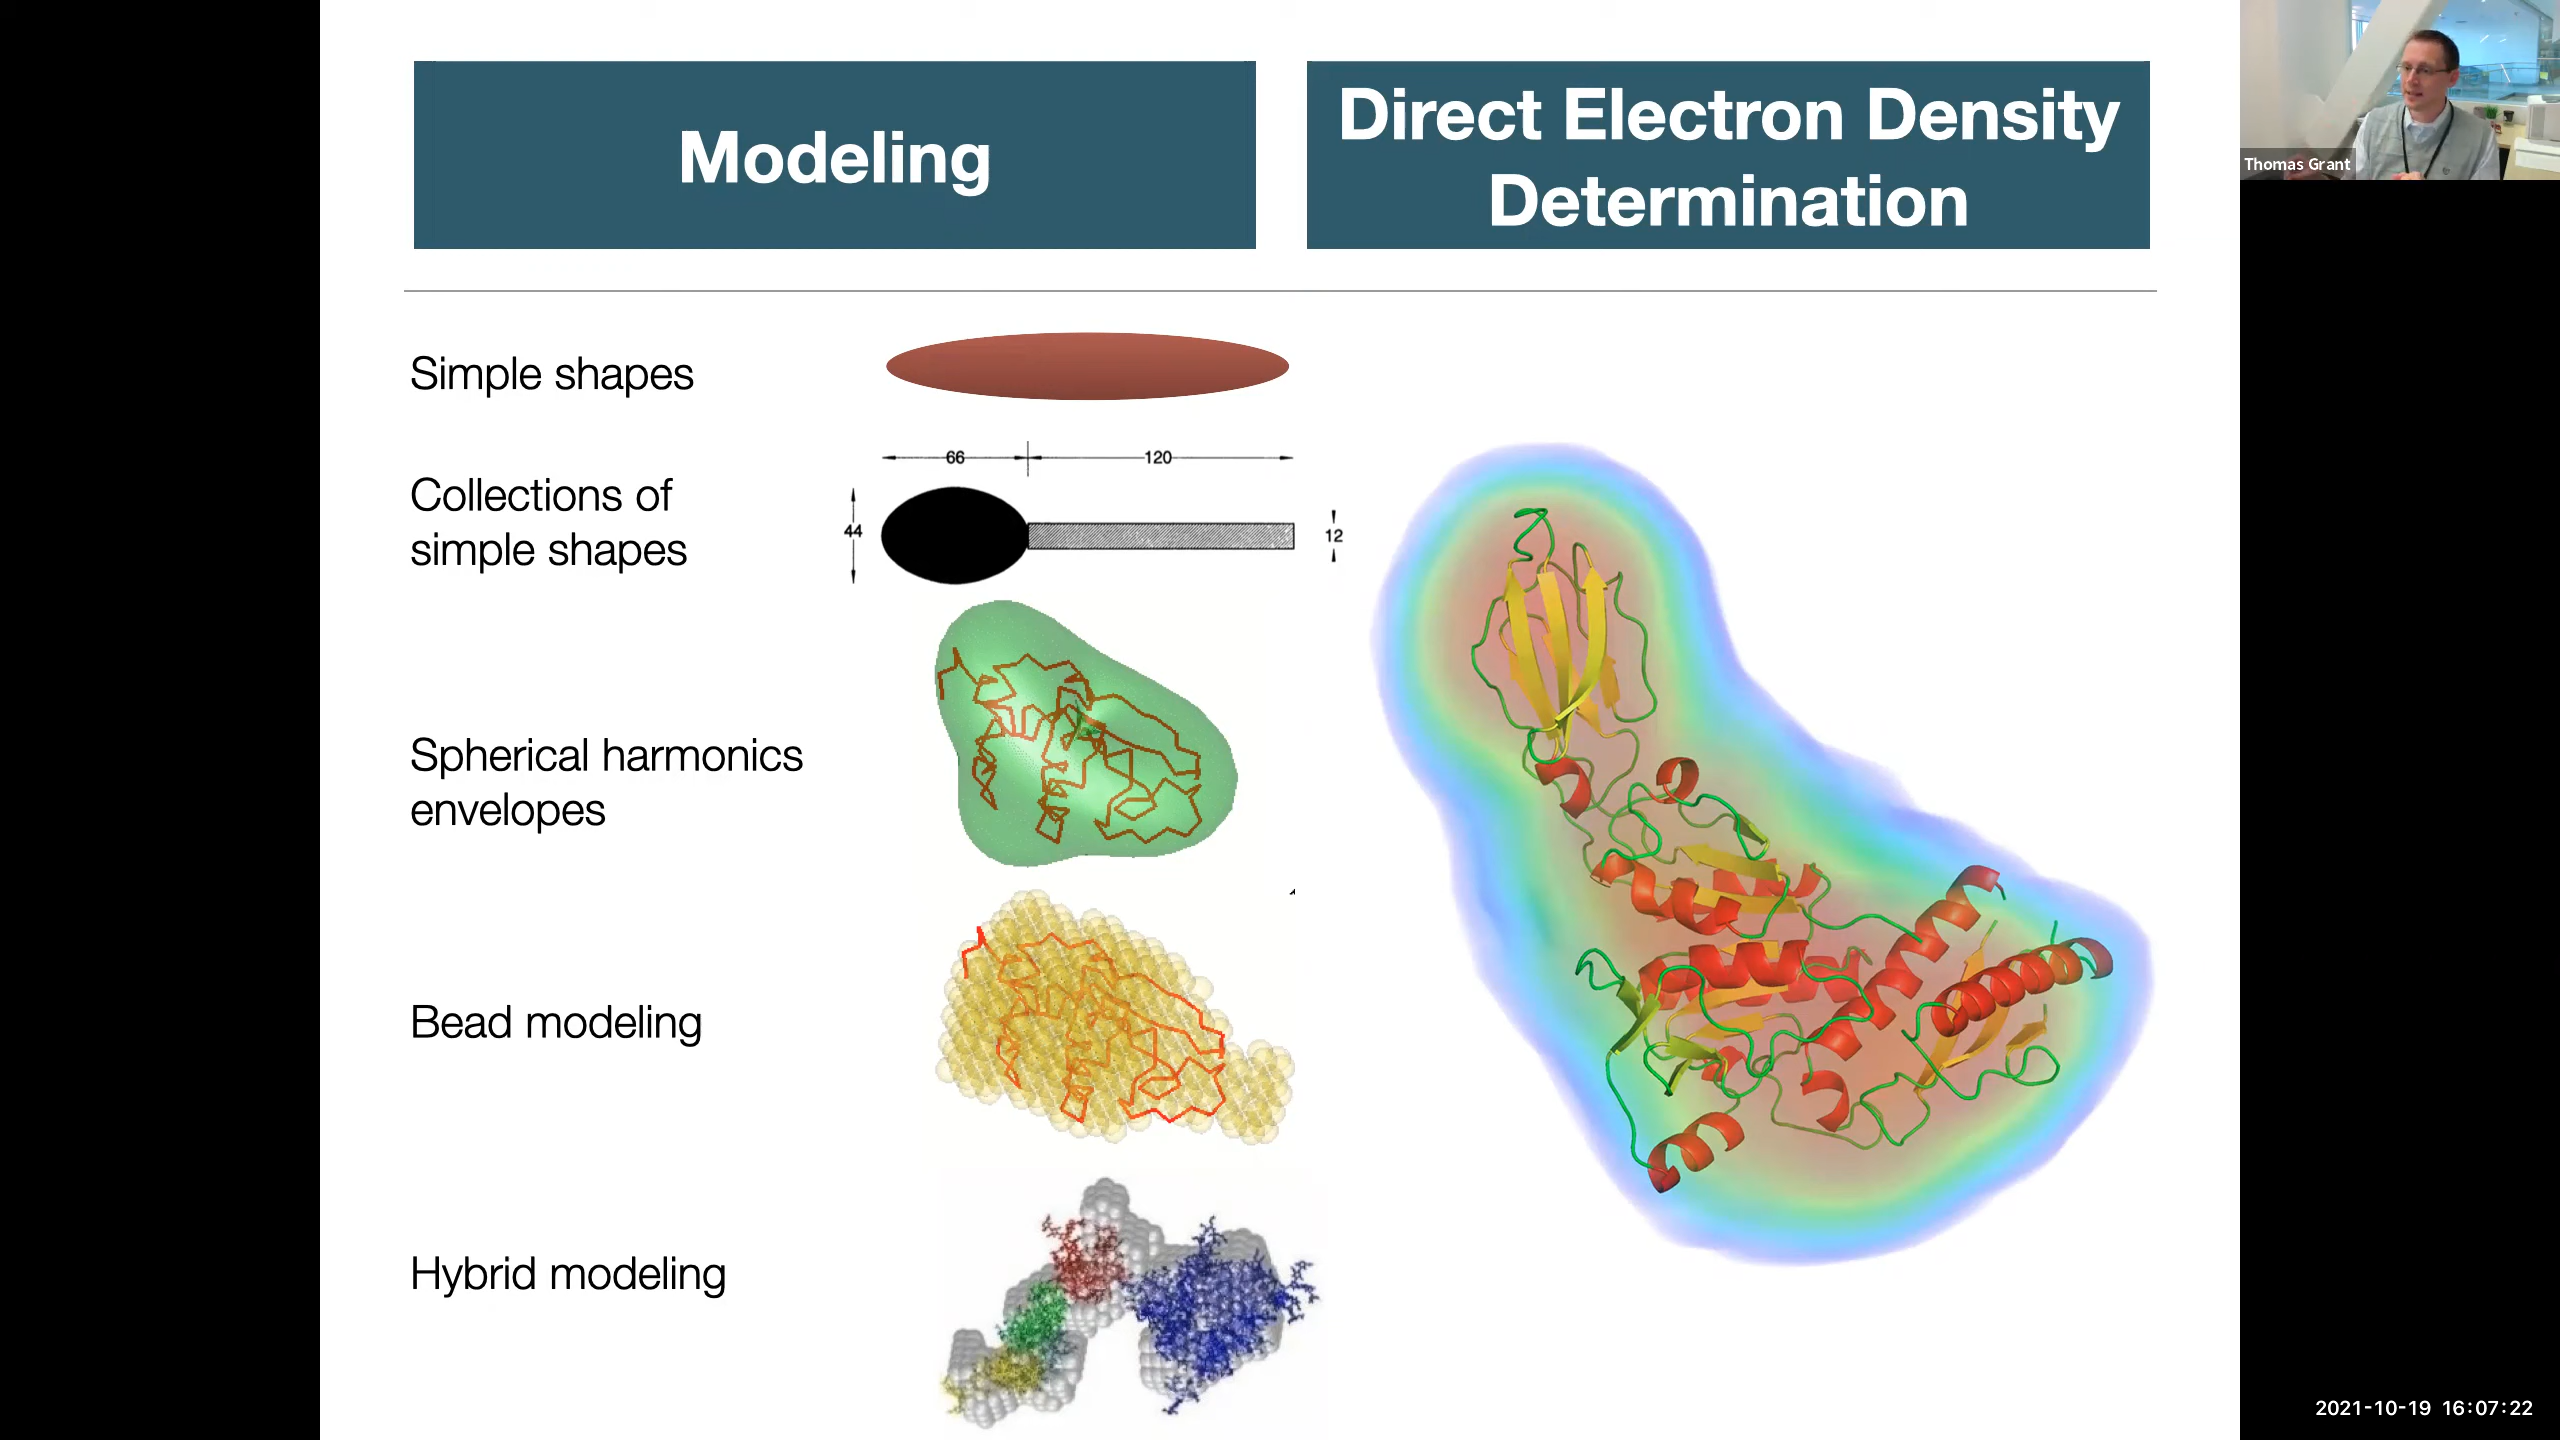 Modeling
Direct Electron Density
Determination
Thomas Grant
Simple shapes
66
120
Collections of
simple shapes
44
12
Spherical harmonics
envelopes
Bead modeling
Hybrid modeling
2021-10-19 16:07:22